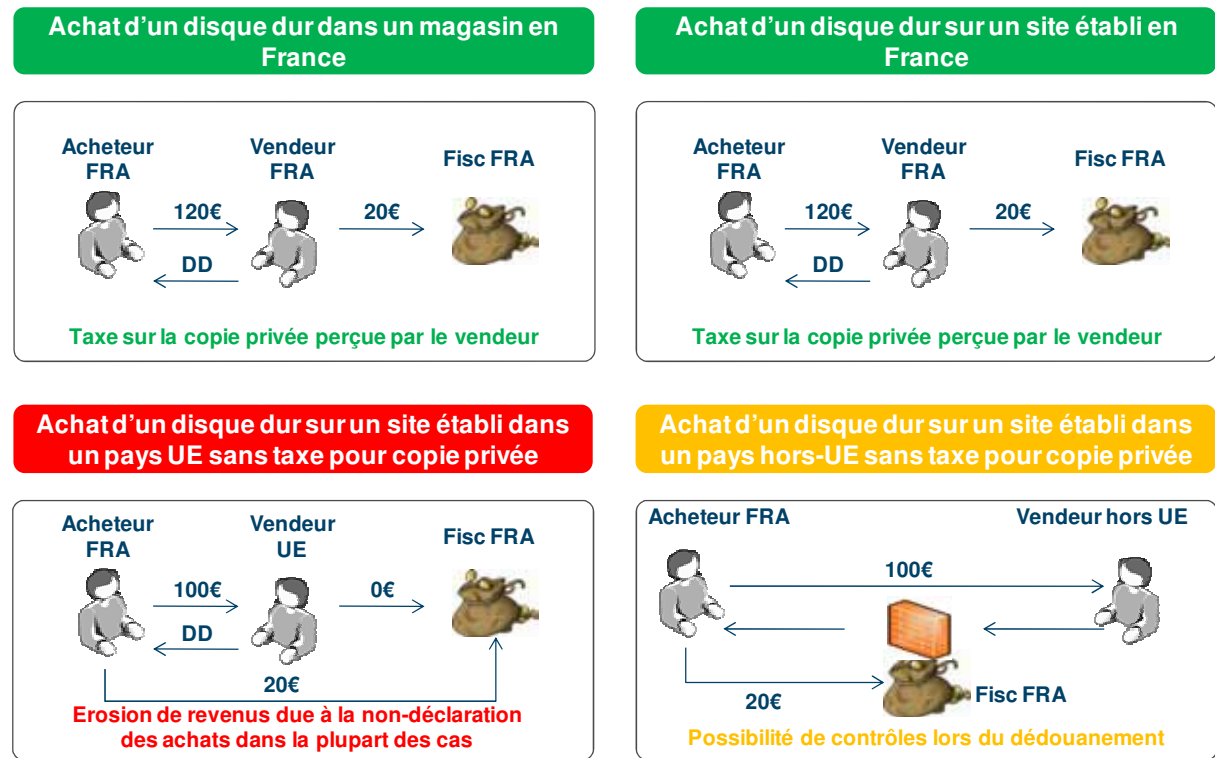 Achat d'un disque dur dans un magasin en
France
Acheteur
FRA
Vendeur
FRA
Fisc FRA
120€
20€
DD
Taxe sur la copie privée perçue par le vendeur
Achat d'un disque dur sur un site établi en
France
Acheteur
FRA
Vendeur
FRA
Fisc FRA
120€
20€
DD
Taxe sur la copie privée perçue par le vendeur
Achat d'un disque dur sur un site établi dans
un pays UE sans taxe pour copie privée
Acheteur
FRA
Vendeur
UE
Fisc FRA
100€
0€
DD
20€
Erosion de revenus due à la non-déclaration
des achats dans la plupart des cas
Achat d'un disque dur sur un site établi dans
un pays hors-UE sans taxe pour copie privée
Acheteur FRA
Vendeur hors UE
100€
20€
Fisc FRA
Possibilité de contrôles lors du dédouanement